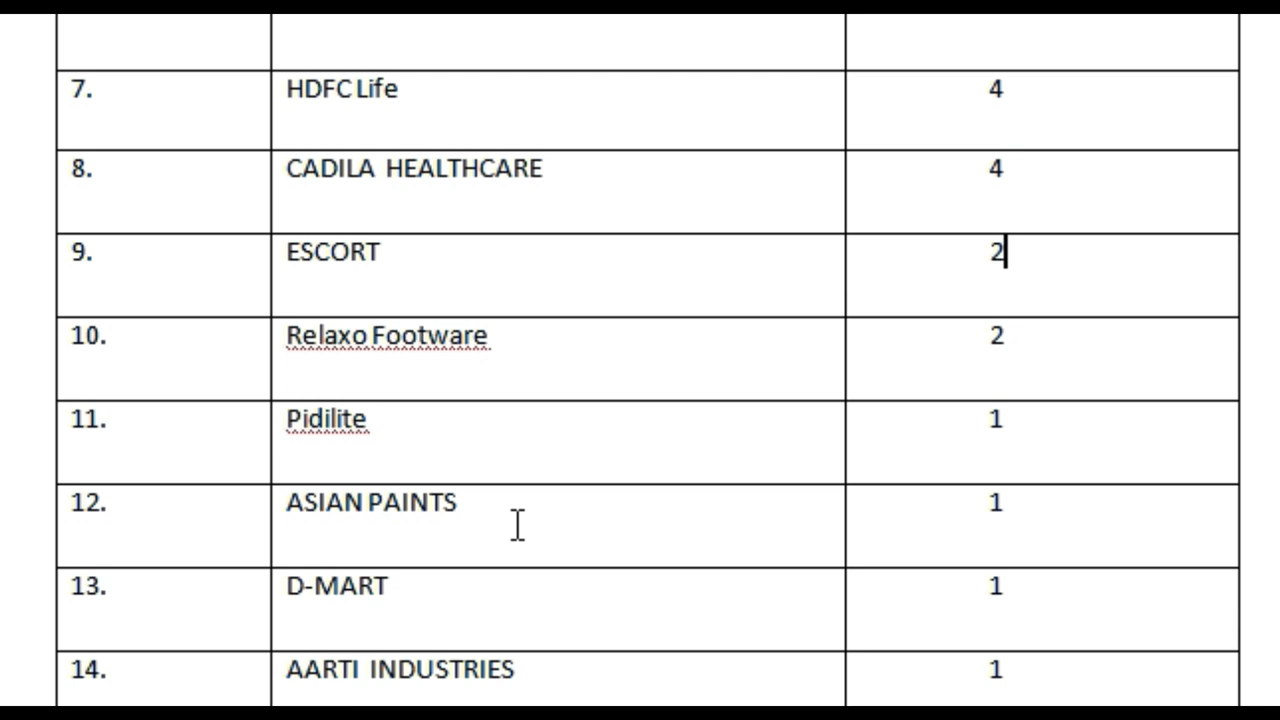 7. HDFC Life 4
8. CADILA HEALTHCARE 4
9. ESCORT 2
10. Relaxo Footware 2
11. Pidilite 1
12. ASIAN PAINTS 1
13. D-MART 1
14. AARTI INDUSTRIES 1